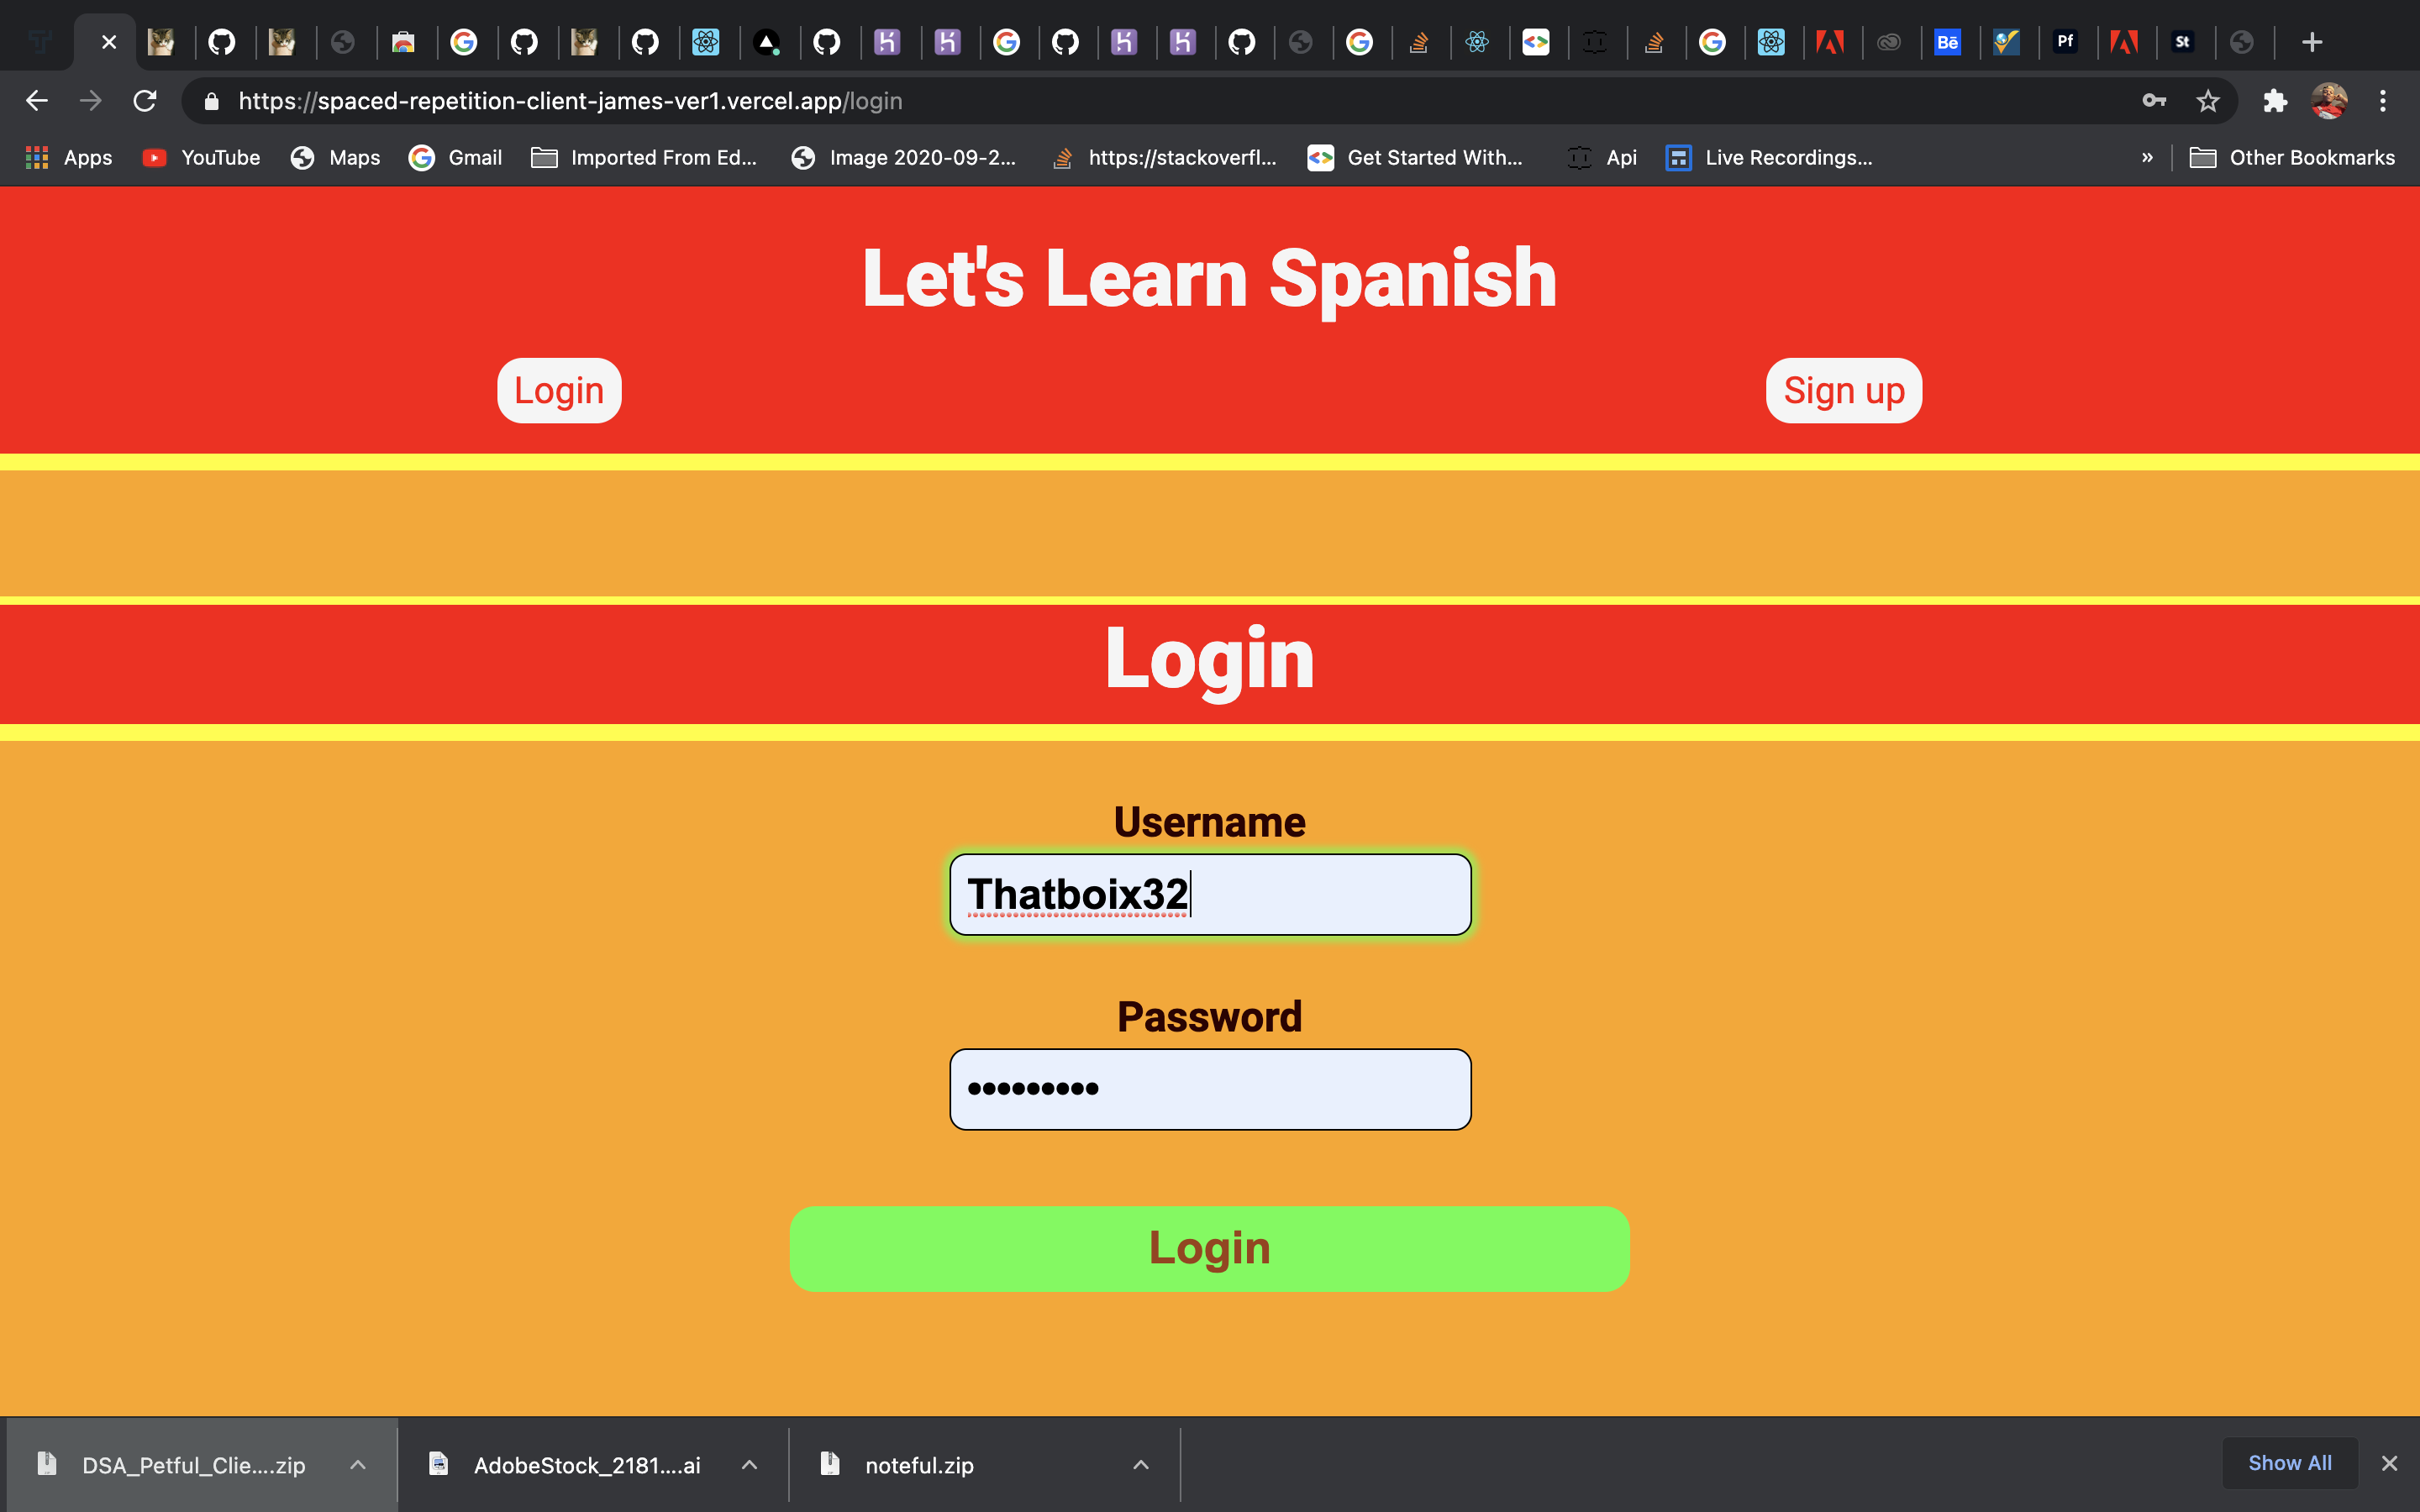 https://spaced-repetition-client-james-ver1.vercel.app/login
Apps YouTube Maps Gmail Imported From Ed... Image 2020-09-2... https://stackoverfl... Get Started With... Api Live Recordings... » Other Bookmarks
Let's Learn Spanish
Login Sign up
Login
Username
Thatboix32
Password
•••••••••
Login
DSA_Petful_Clie....zip AdobeStock_2181....ai noteful.zip Show All